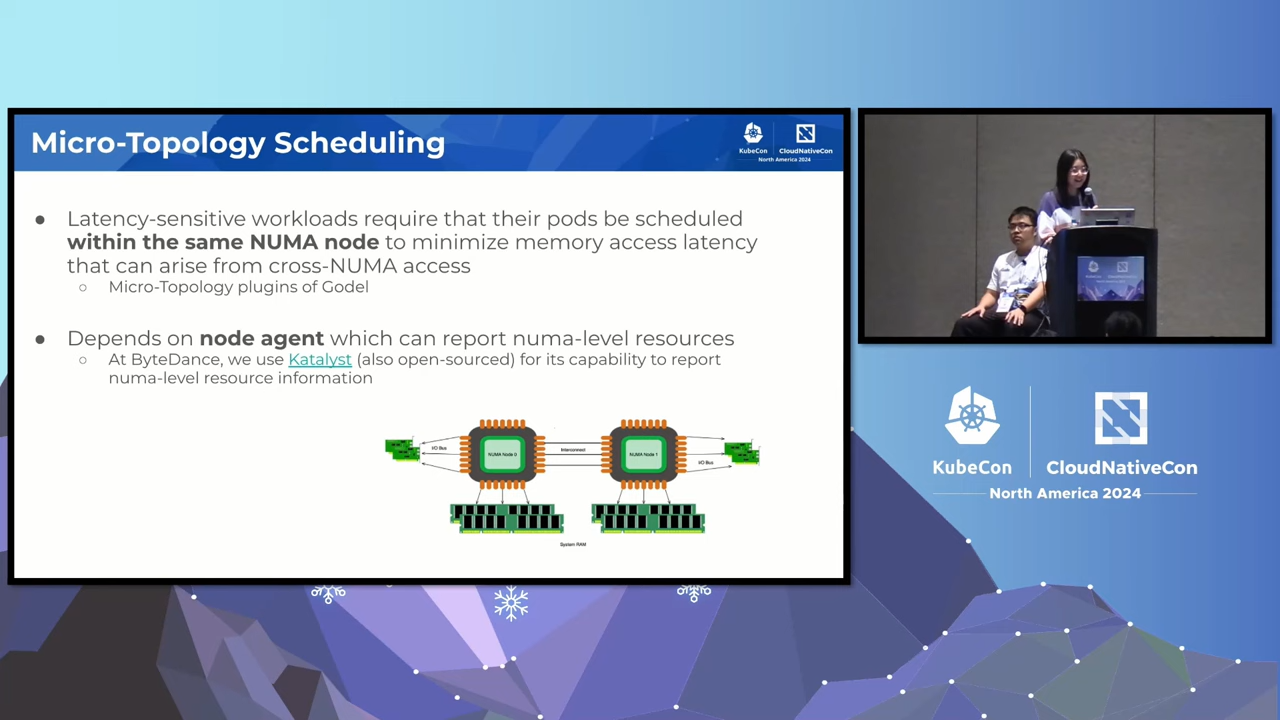 Micro-Topology Scheduling
KubeCon
CloudNativeCon
North America 2024
● Latency-sensitive workloads require that their pods be scheduled
within the same NUMA node to minimize memory access latency
that can arise from cross-NUMA access
○ Micro-Topology plugins of Godel
● Depends on node agent which can report numa-level resources
○ At ByteDance, we use Katalyst (also open-sourced) for its capability to report
numa-level resource information
I/O Bus
NUMA Node 0
Interconnect
NUMA Node 1
I/O Bus
System RAM
KubeCon
CloudNativeCon
North America 2024